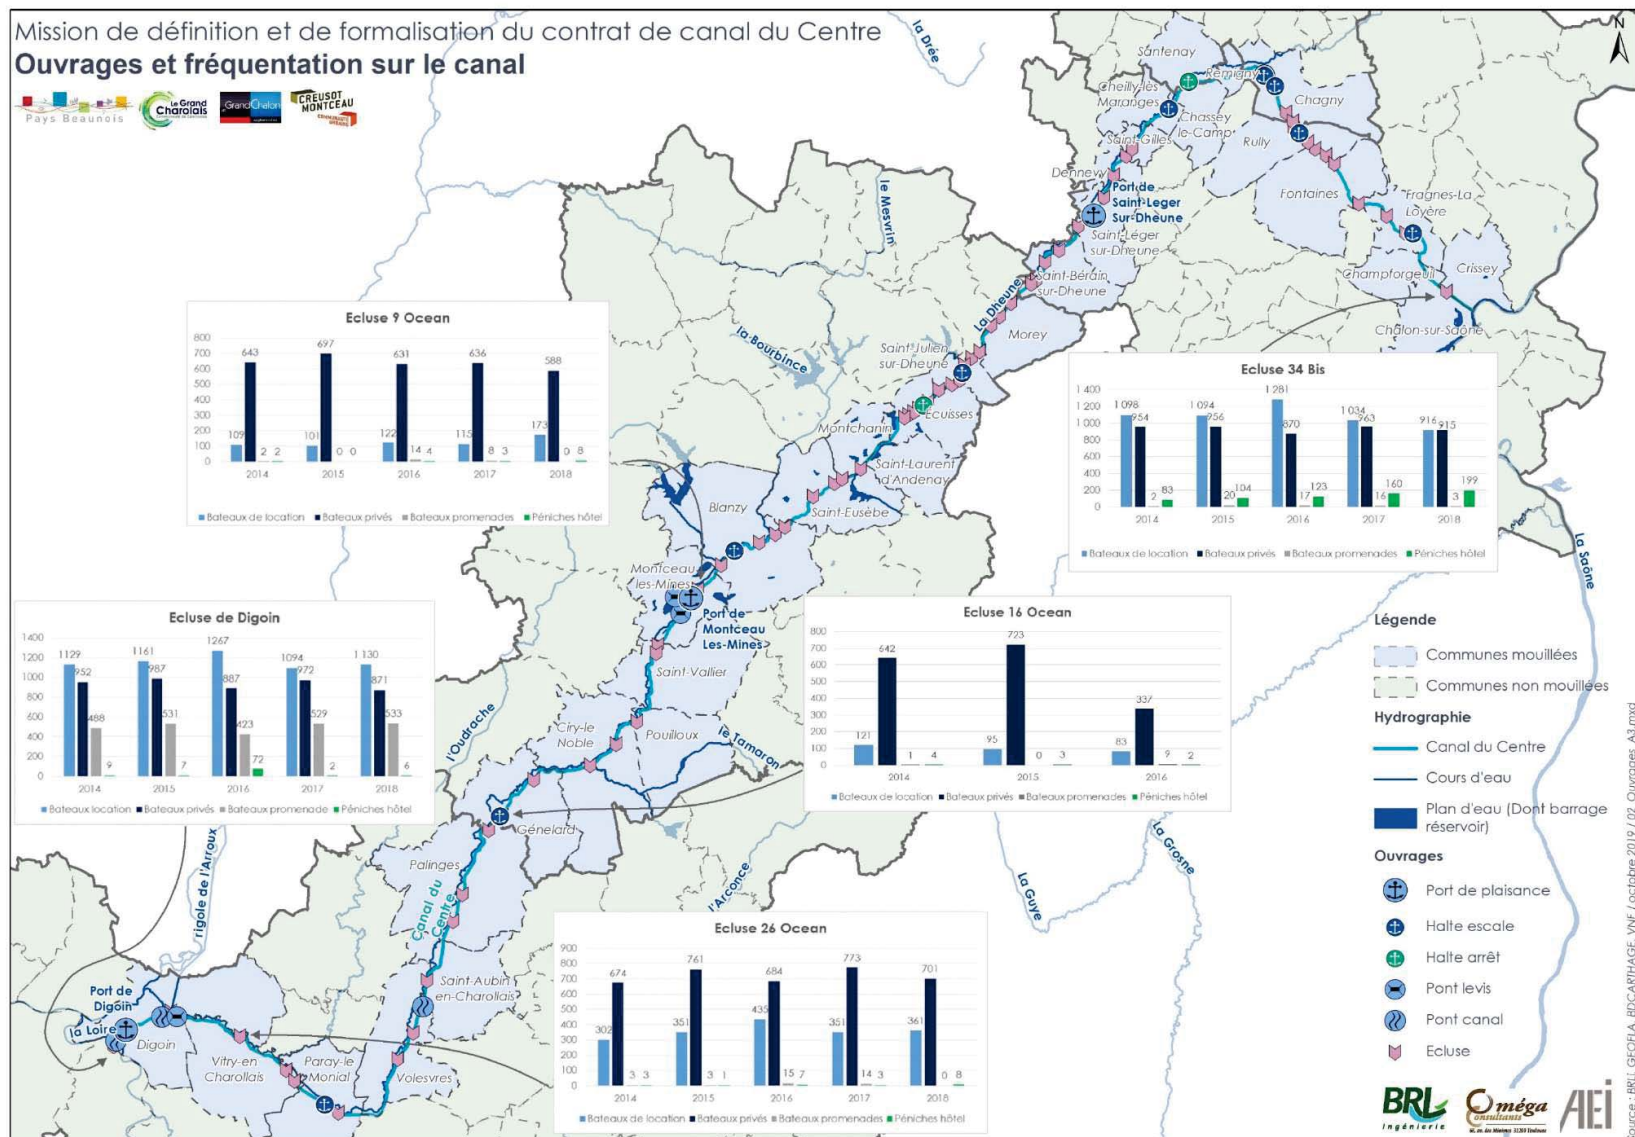 Mission de définition et de formalisation du contrat de canal du Centre
Ouvrages et fréquentation sur le canal
Pays Beaunois
Le Grand
Charolais
GrandChalon
CREUSOT
MONTCEAU
COMMUNAUTÉ
URBAINE
N
la Drée
Santenay
Remigny
Cheilly-lès
Maranges
Chassey
le-Camp
Chagny
Rully
Saint-Gilles
Dennevy
Port de
Saint-Leger
Sur-Dheune
Saint-Léger
sur-Dheune
Fontaines
Fragnes-La
Loyère
Champforgeuil
Crissey
Chalon-sur-Saône
Saint-Bérain
sur-Dheune
le Mesvrin
La Dheune
Morey
la Bourbince
Saint-Julien
sur-Dheune
Ecuisses
Montchanin
Saint-Laurent
d'Andenay
Saint-Eusèbe
Blanzy
Montceau
les-Mines
Port de
Montceau
Les-Mines
Saint-Vallier
Ciry-le
Noble
Pouilloux
le Tamaron
l'Oudrache
Génelard
Palinges
Canal du
Centre
l'Arconce
La Guye
La Grosne
La Saône
rigole de l'Arroux
Saint-Aubin
en-Charollais
Port de
Digoin
la Loire
Digoin
Vitry-en
Charollais
Paray-le
Monial
Volesvres
Ecluse 9 Ocean
800
700
600
500
400
300
200
100
0
109 643 2 2
101 697 0 0
122 631 14 4
115 636 8 3
173 588 0 8
2014 2015 2016 2017 2018
Bateaux de location Bateaux privés Bateaux promenades Péniches hôtel
Ecluse 34 Bis
1 400
1 200
1 000
800
600
400
200
0
1 098 954 2 83
1 094 956 20 104
1 281 870 17 123
1 034 963 16 160
916 915 3 199
2014 2015 2016 2017 2018
Bateaux de location Bateaux privés Bateaux promenades Péniches hôtel
Ecluse de Digoin
1400
1200
1000
800
600
400
200
0
1129 952 488 9
1161 987 531 7
1267 887 423 72
1094 972 529 2
1 130 871 533 6
2014 2015 2016 2017 2018
Bateaux location Bateaux privés Bateaux promenade Péniches hôtel
Ecluse 16 Ocean
800
700
600
500
400
300
200
100
0
121 642 1 4
95 723 0 3
83 337 9 2
2014 2015 2016
Bateaux de location Bateaux privés Bateaux promenades Péniches hôtel
Ecluse 26 Ocean
900
800
700
600
500
400
300
200
100
0
302 674 3 3
351 761 3 1
435 684 15 7
351 773 14 3
361 701 0 8
2014 2015 2016 2017 2018
Bateaux de location Bateaux privés Bateaux promenades Péniches hôtel
Légende
Communes mouillées
Communes non mouillées
Hydrographie
Canal du Centre
Cours d'eau
Plan d'eau (Dont barrage
réservoir)
Ouvrages
Port de plaisance
Halte escale
Halte arrêt
Pont levis
Pont canal
Ecluse
BRL
Ingénierie
Oméga
Consultants
AEI
Source : BRLi, GEOFLA, BDCARTHAGE, VNF / octobre 2019 / 02_Ouvrages_A3.mxd